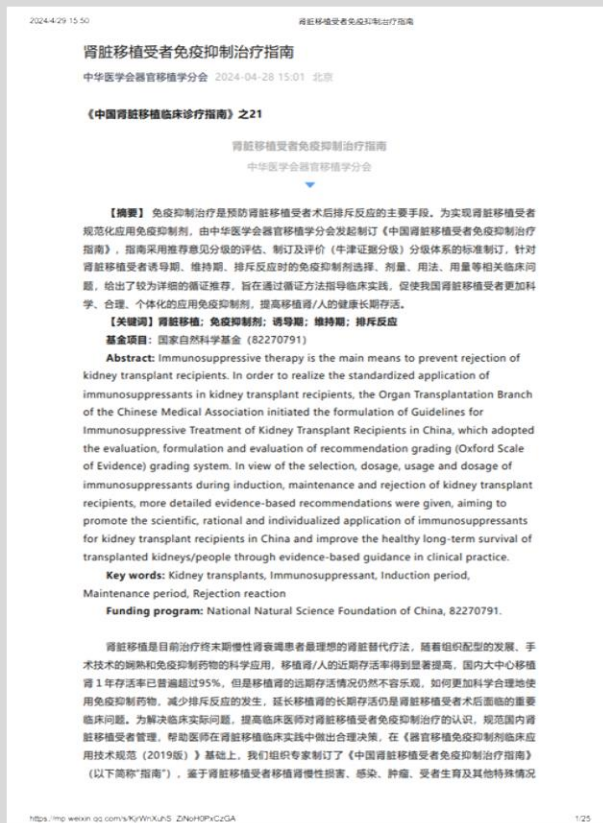 2024/4/29 15:50
肾脏移植受者免疫抑制治疗指南
肾脏移植受者免疫抑制治疗指南
中华医学会器官移植学分会 2024-04-28 15:01 北京
《中国肾脏移植临床诊疗指南》之21
肾脏移植受者免疫抑制治疗指南
中华医学会器官移植学分会
【摘要】 免疫抑制治疗是预防肾脏移植受者术后排斥反应的主要手段。为实现肾脏移植受者
规范化应用免疫抑制剂，由中华医学会器官移植学分会发起制订《中国肾脏移植受者免疫抑制治疗
指南》，指南采用推荐意见分级的评估、制订及评价（牛津证据分级）分级体系的标准制订，针对
肾脏移植受者诱导期、维持期、排斥反应时的免疫抑制剂选择、剂量、用法、用量等相关临床问
题，给出了较为详细的循证推荐，旨在通过循证方法指导临床实践，促使我国肾脏移植受者更加科
学、合理、个体化的应用免疫抑制剂，提高移植肾/人的健康长期存活。
【关键词】肾脏移植；免疫抑制剂；诱导期；维持期；排斥反应
基金项目：国家自然科学基金（82270791）
Abstract: Immunosuppressive therapy is the main means to prevent rejection of
kidney transplant recipients. In order to realize the standardized application of
immunosuppressants in kidney transplant recipients, the Organ Transplantation Branch
of the Chinese Medical Association initiated the formulation of Guidelines for
Immunosuppressive Treatment of Kidney Transplant Recipients in China, which adopted
the evaluation, formulation and evaluation of recommendation grading (Oxford Scale
of Evidence) grading system. In view of the selection, dosage, usage and dosage of
immunosuppressants during induction, maintenance and rejection of kidney transplant
recipients, more detailed evidence-based recommendations were given, aiming to
promote the scientific, rational and individualized application of immunosuppressants
for kidney transplant recipients in China and improve the healthy long-term survival of
transplanted kidneys/people through evidence-based guidance in clinical practice.
Key words: Kidney transplants, Immunosuppressant, Induction period,
Maintenance period, Rejection reaction
Funding program: National Natural Science Foundation of China, 82270791.
肾脏移植是目前治疗终末期慢性肾衰竭患者最理想的肾脏替代疗法，随着组织配型的发展、手
术技术的娴熟和免疫抑制药物的科学应用，移植肾/人的近期存活率得到显著提高，国内大中心移植
肾１年存活率已普遍超过95%，但是移植肾的远期存活情况仍然不容乐观，如何更加科学合理地使
用免疫抑制药物，减少排斥反应的发生，延长移植肾的长期存活仍是肾脏移植受者术后面临的重要
临床问题。为解决临床实际问题，提高临床医师对肾脏移植受者免疫抑制治疗的认识，规范国内肾
脏移植受者管理，帮助医师在肾脏移植临床实践中做出合理决策，在《器官移植免疫抑制剂临床应
用技术规范（2019版）》基础上，我们组织专家制订了《中国肾脏移植受者免疫抑制治疗指南》
（以下简称“指南”），鉴于肾脏移植受者移植肾慢性损害、感染、肿瘤、受者生育及其他特殊情况
1/25